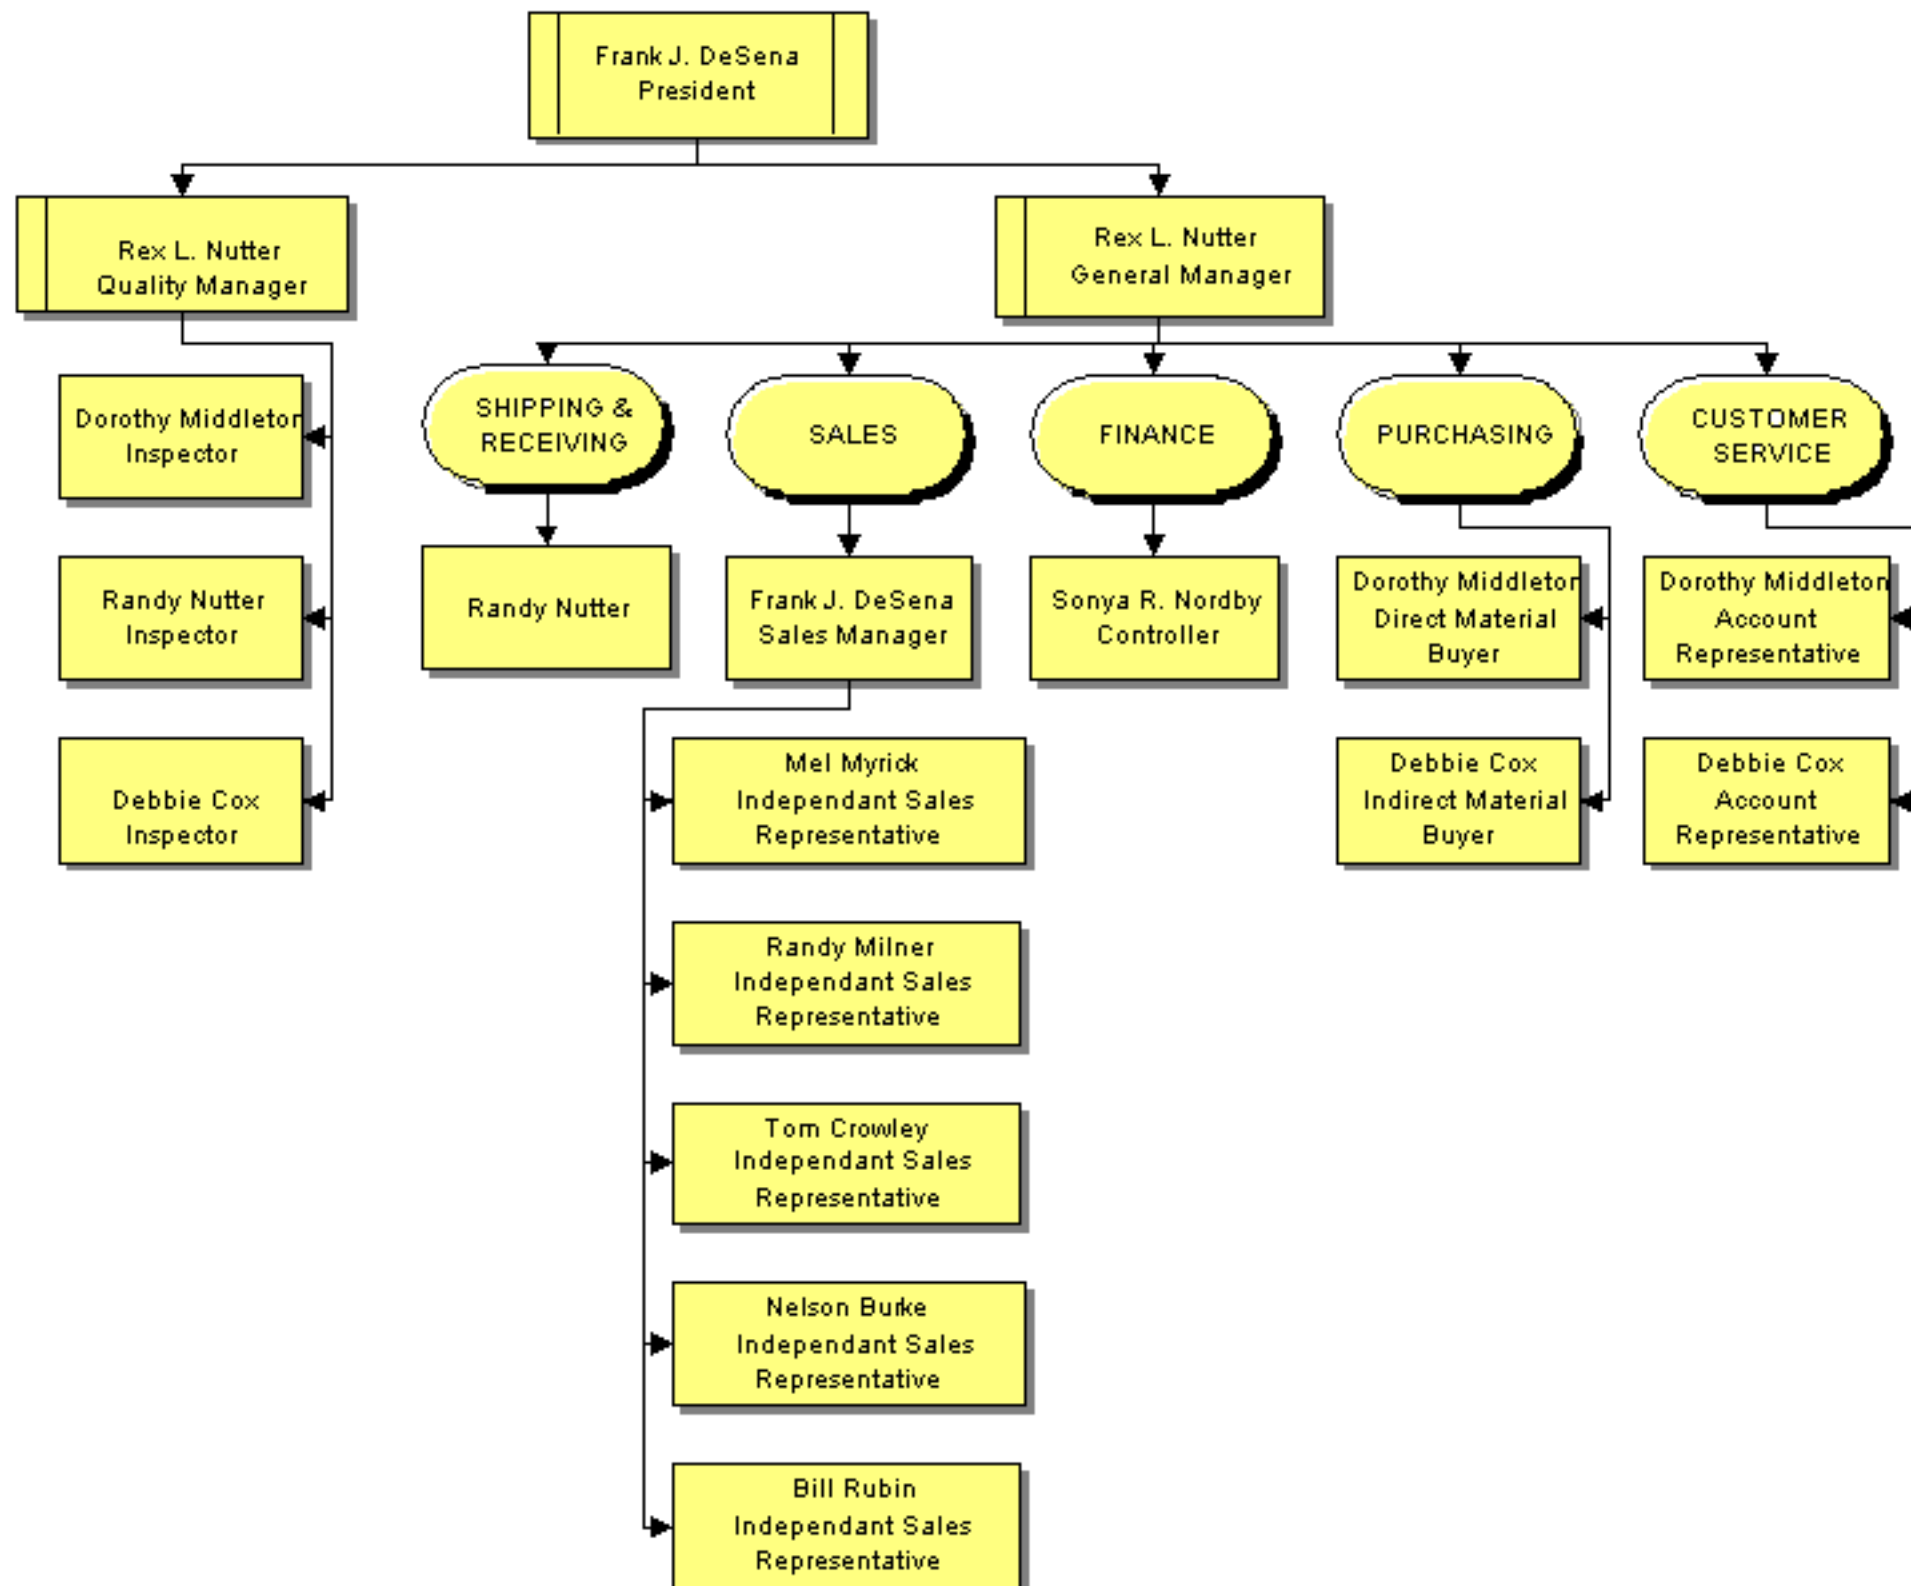 Frank J. DeSena
President
Rex L. Nutter
Quality Manager
Rex L. Nutter
General Manager
Dorothy Middleton
Inspector
Randy Nutter
Inspector
Debbie Cox
Inspector
SHIPPING &
RECEIVING
Randy Nutter
SALES
Frank J. DeSena
Sales Manager
Mel Myrick
Independant Sales
Representative
Randy Milner
Independant Sales
Representative
Tom Crowley
Independant Sales
Representative
Nelson Burke
Independant Sales
Representative
Bill Rubin
Independant Sales
Representative
FINANCE
Sonya R. Nordby
Controller
PURCHASING
Dorothy Middleton
Direct Material
Buyer
Debbie Cox
Indirect Material
Buyer
CUSTOMER
SERVICE
Dorothy Middleton
Account
Representative
Debbie Cox
Account
Representative